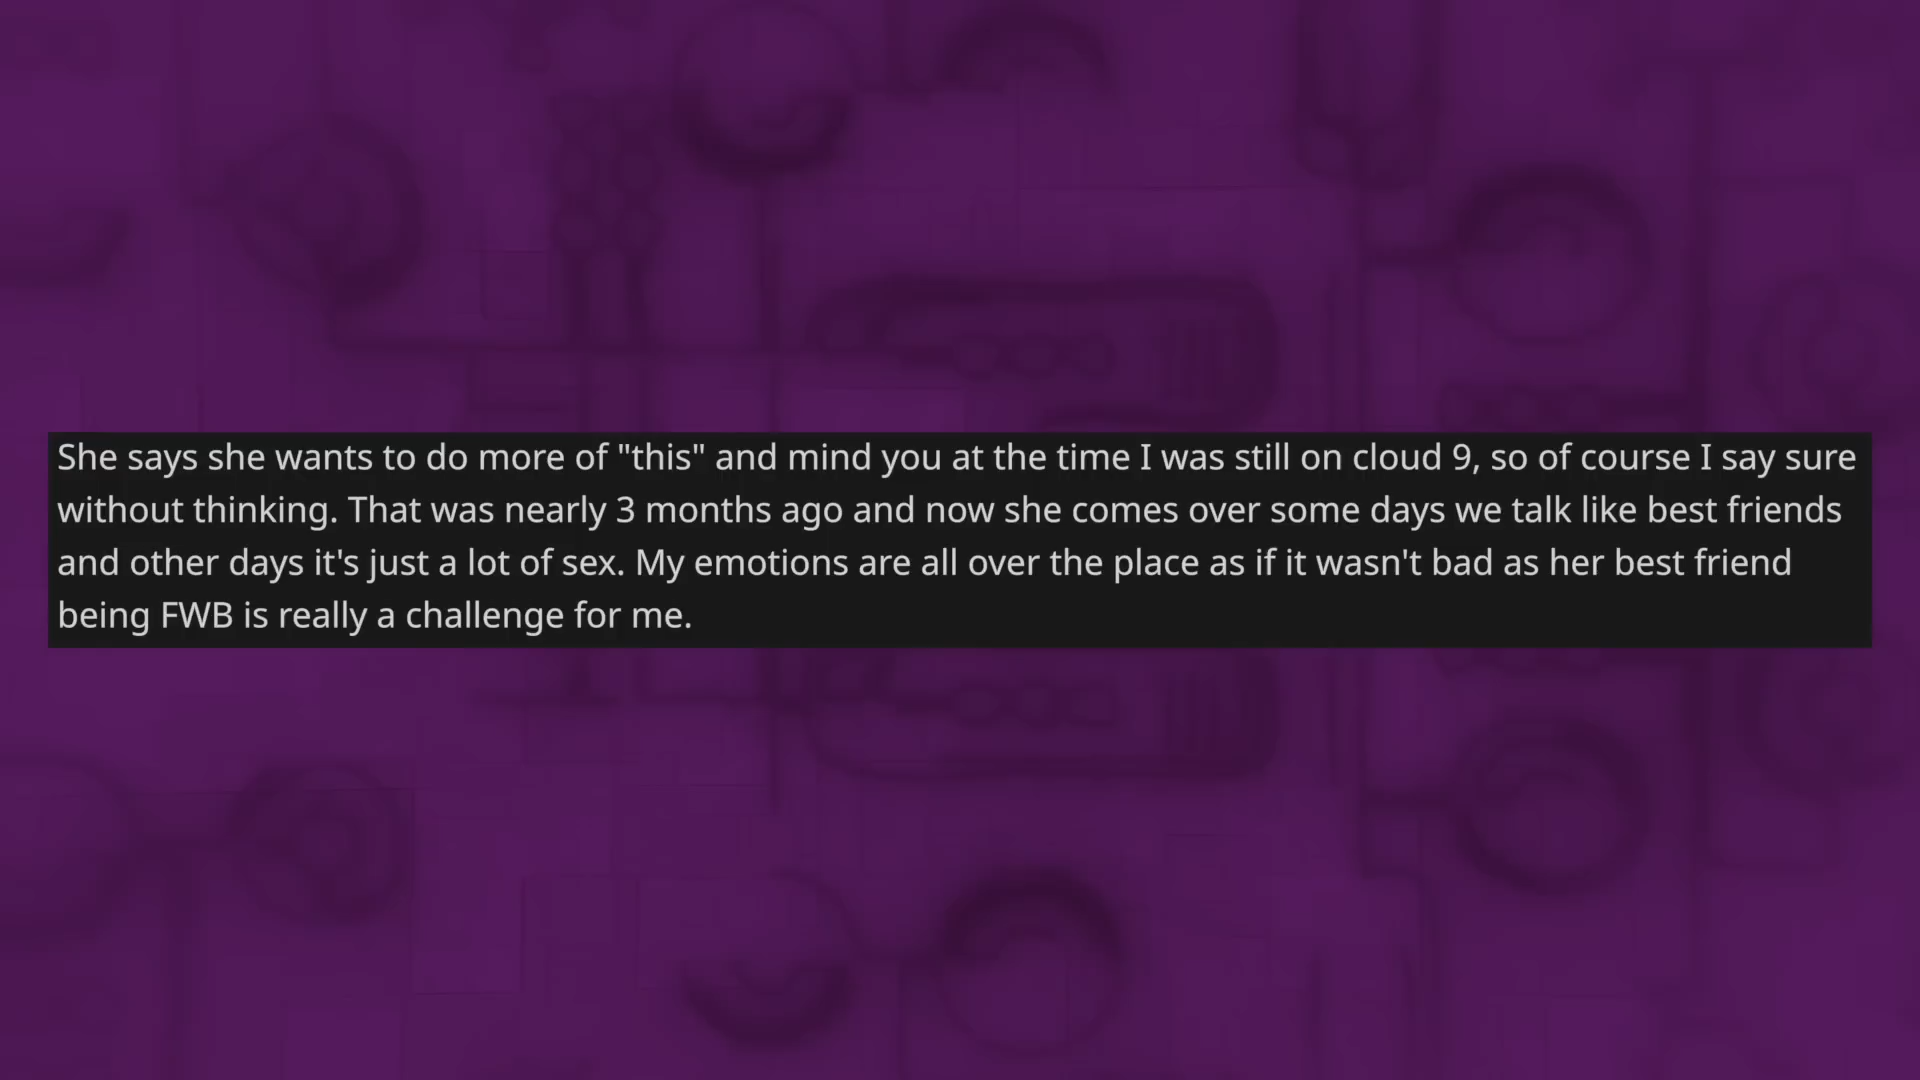 She says she wants to do more of "this" and mind you at the time I was still on cloud 9, so of course I say sure
without thinking. That was nearly 3 months ago and now she comes over some days we talk like best friends
and other days it's just a lot of sex. My emotions are all over the place as if it wasn't bad as her best friend
being FWB is really a challenge for me.